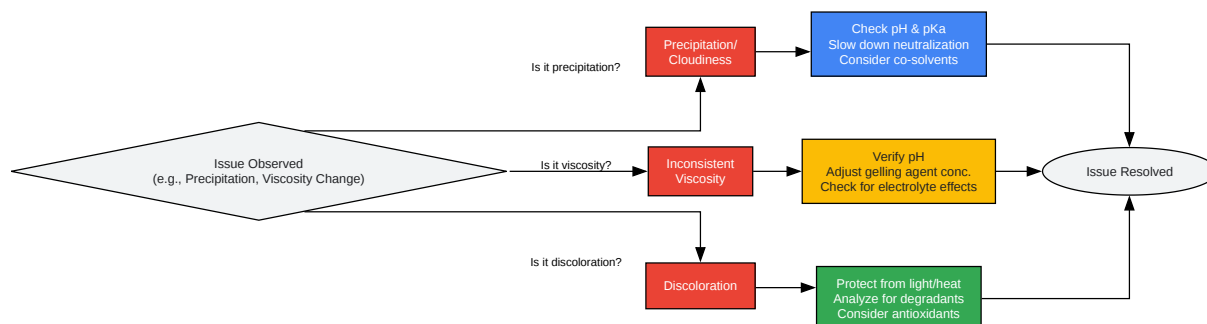 Issue Observed
(e.g., Precipitation, Viscosity Change)
Is it precipitation?
Precipitation/
Cloudiness
Check pH & pKa
Slow down neutralization
Consider co-solvents
Is it viscosity?
Inconsistent
Viscosity
Verify pH
Adjust gelling agent conc.
Check for electrolyte effects
Issue Resolved
Is it discoloration?
Discoloration
Protect from light/heat
Analyze for degradants
Consider antioxidants